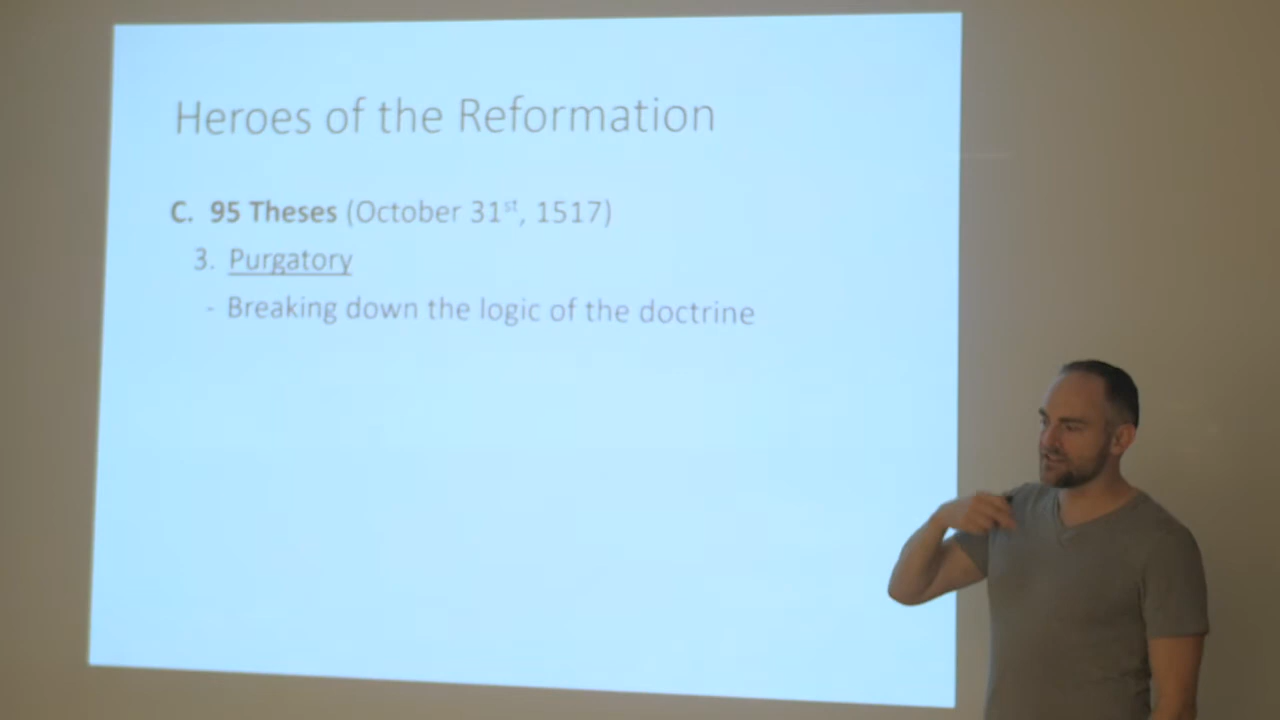 Heroes of the Reformation
C. 95 Theses (October 31st, 1517)
3. Purgatory
- Breaking down the logic of the doctrine